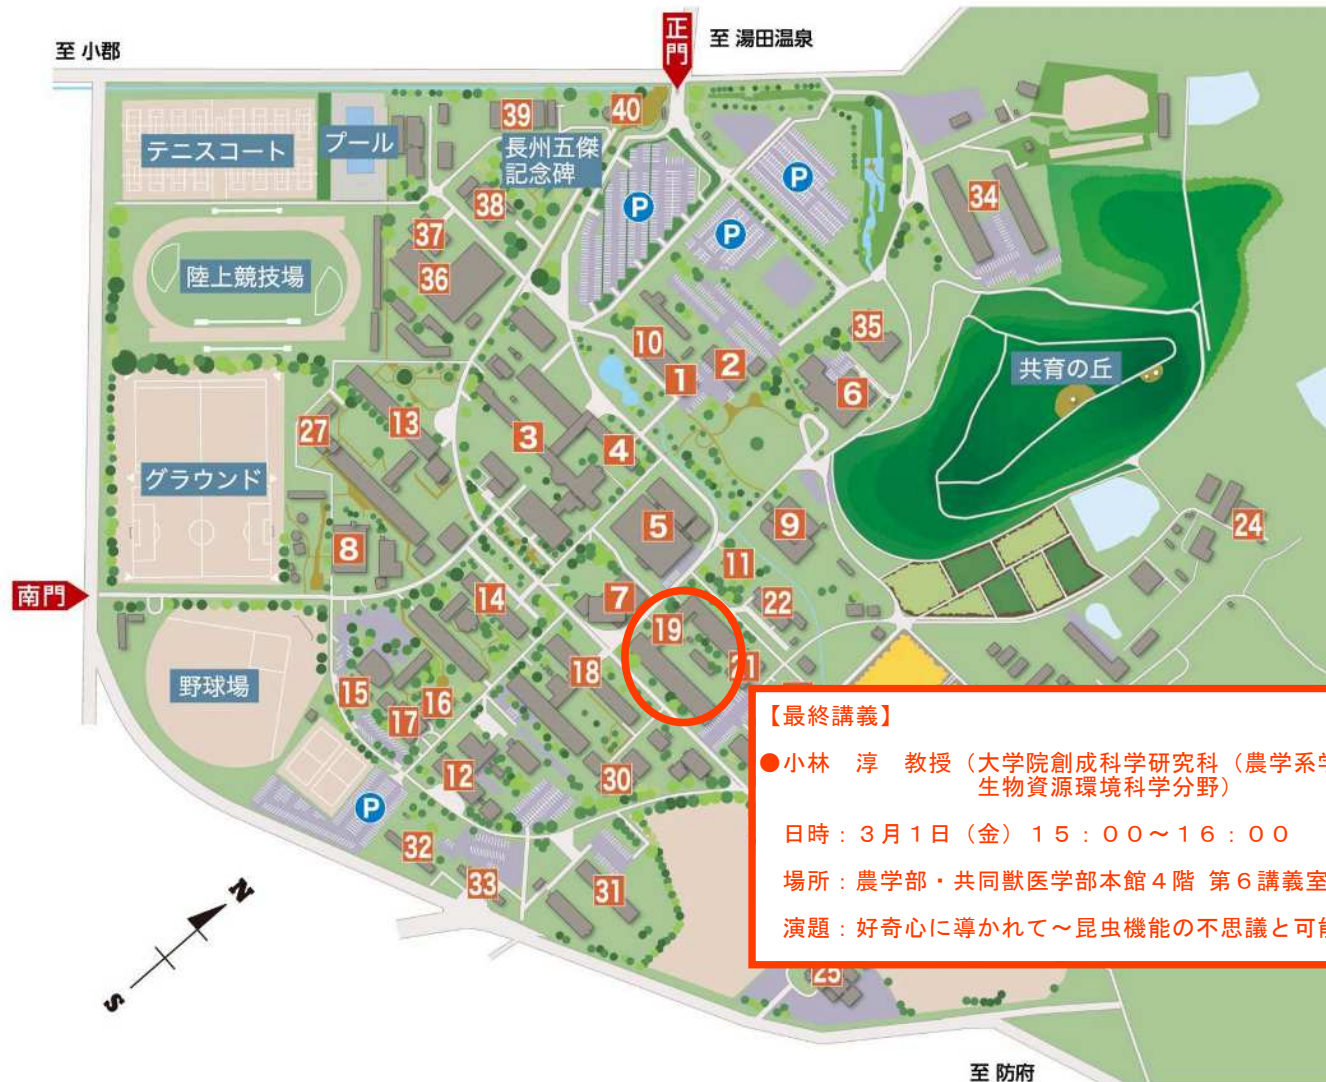 至 小郡
正門
至 湯田温泉
テニスコート
プール
39
40
長州五傑
記念碑
38
37
36
陸上競技場
P
P
P
34
35
10
1
2
6
共育の丘
27
13
3
4
グラウンド
5
9
24
8
11
南門
14
7
22
19
21
野球場
15
16
17
18
12
30
P
32
33
31
25
N
S
【最終講義】
●小林　淳　教授（大学院創成科学研究科（農学系学
生物資源環境科学分野）
日時：３月１日（金）１５：００～１６：００
場所：農学部・共同獣医学部本館４階 第６講義室
演題：好奇心に導かれて～昆虫機能の不思議と可
至 防府